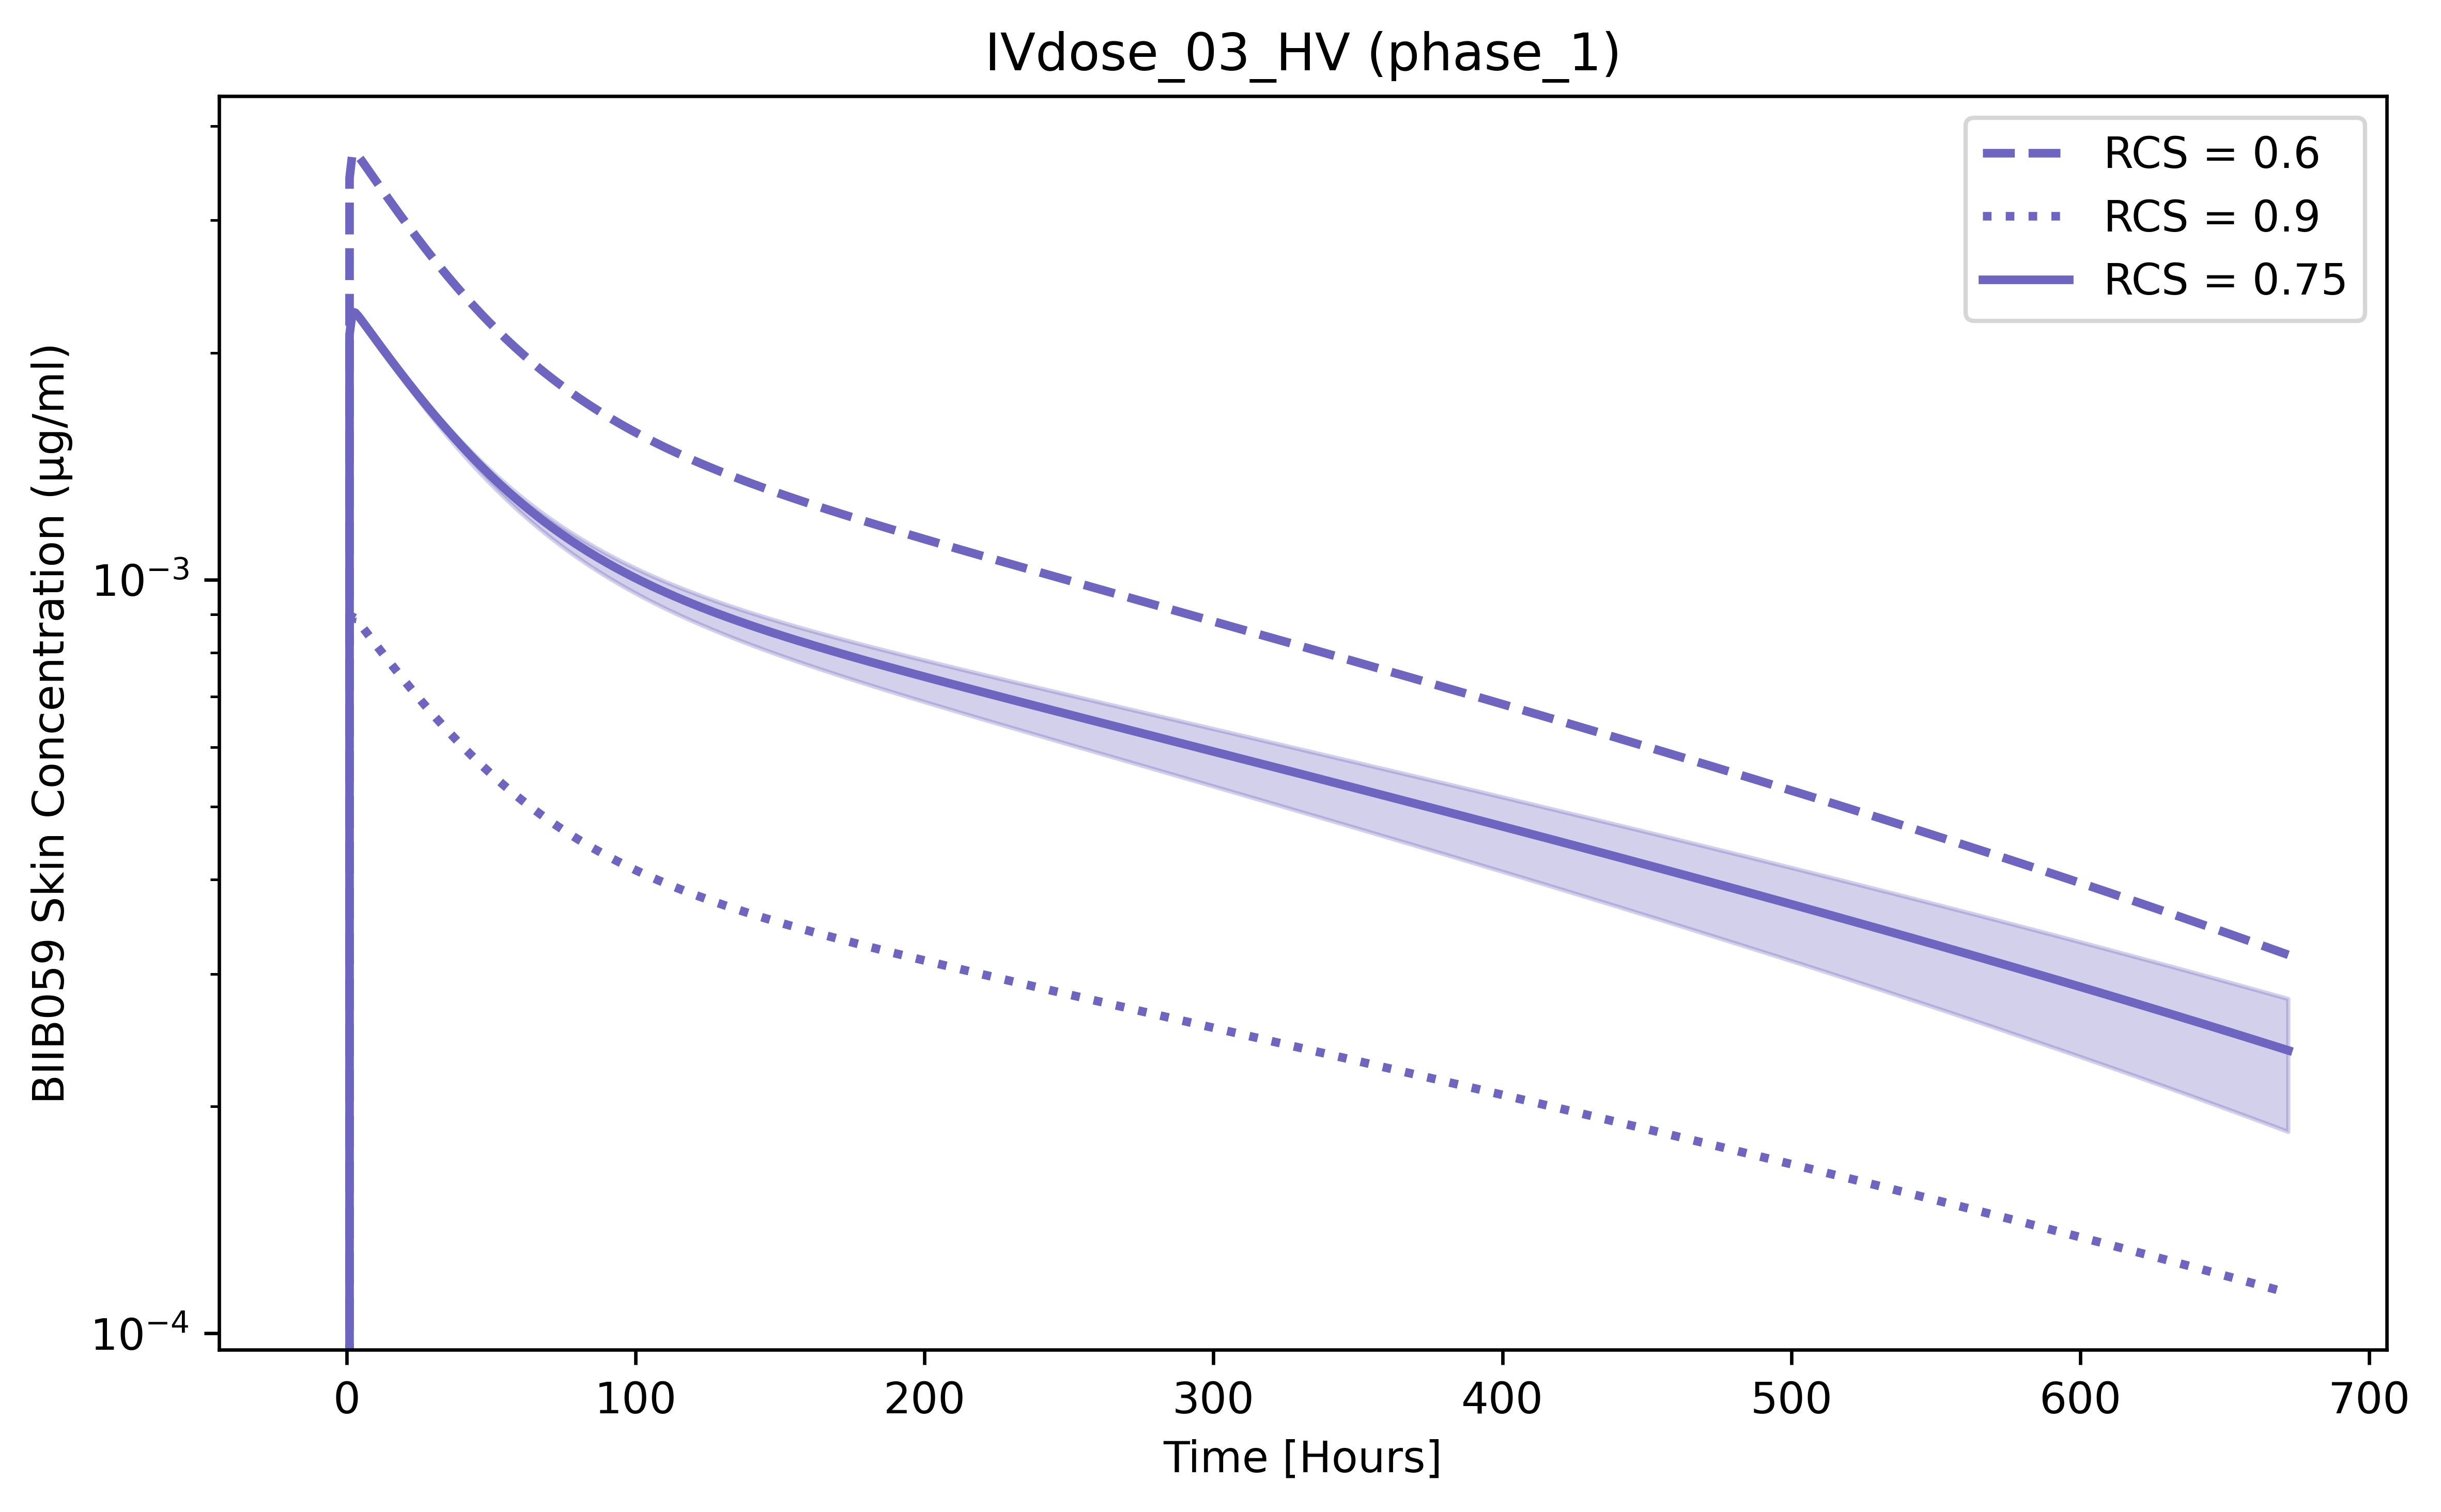 IVdose_03_HV (phase_1)
RCS = 0.6
RCS = 0.9
RCS = 0.75
BIIB059 Skin Concentration (µg/ml)
10⁻³
10⁻⁴
0 100 200 300 400 500 600 700
Time [Hours]